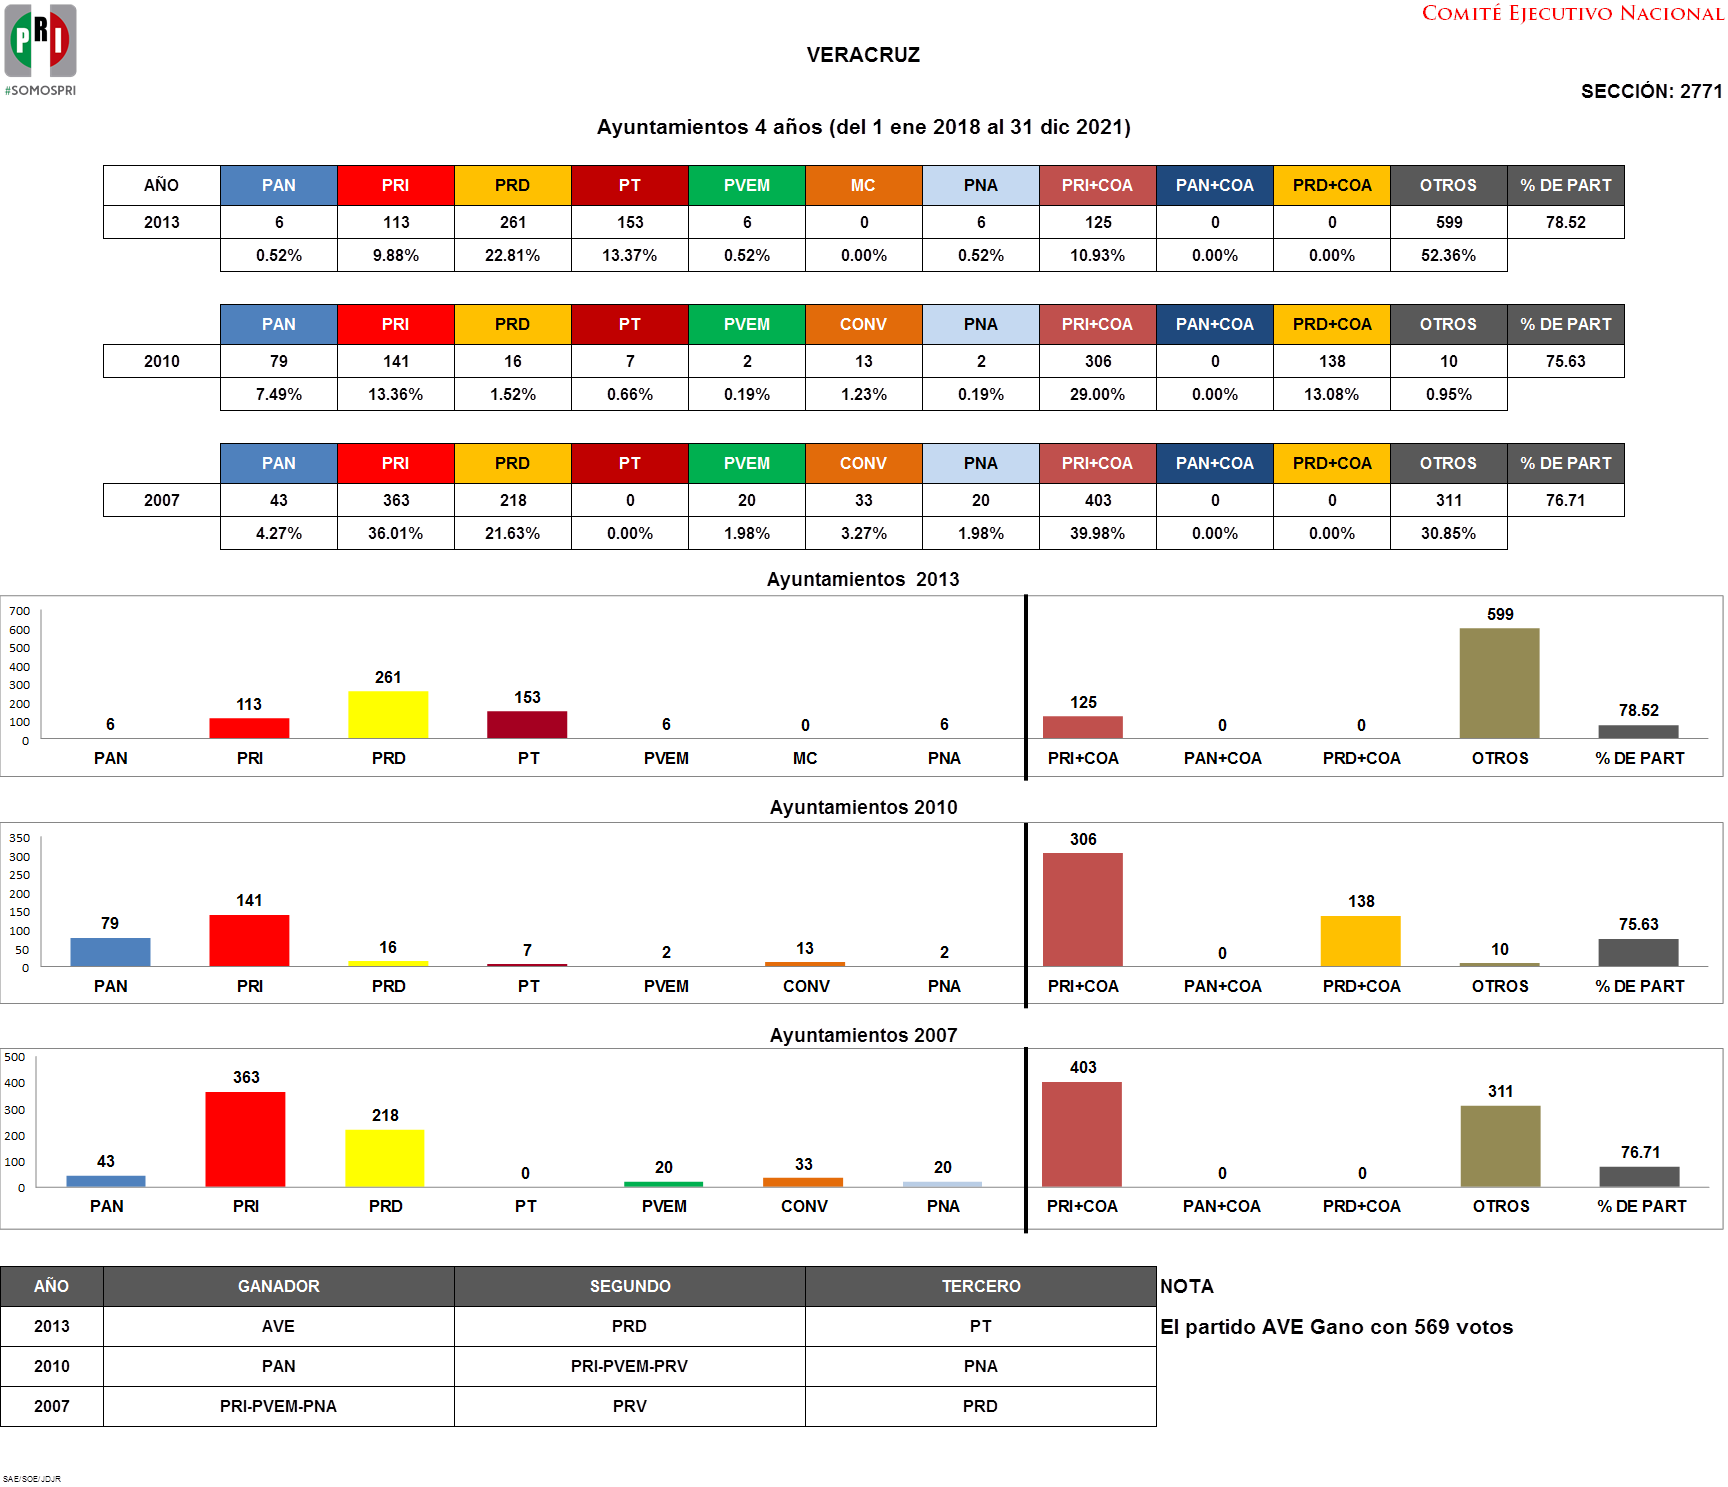 COMITÉ EJECUTIVO NACIONAL
PRI
#SOMOSPRI
VERACRUZ
SECCIÓN: 2771
Ayuntamientos 4 años (del 1 ene 2018 al 31 dic 2021)
AÑO PAN PRI PRD PT PVEM MC PNA PRI+COA PAN+COA PRD+COA OTROS % DE PART
2013 6 113 261 153 6 0 6 125 0 0 599 78.52
0.52% 9.88% 22.81% 13.37% 0.52% 0.00% 0.52% 10.93% 0.00% 0.00% 52.36%
PAN PRI PRD PT PVEM CONV PNA PRI+COA PAN+COA PRD+COA OTROS % DE PART
2010 79 141 16 7 2 13 2 306 0 138 10 75.63
7.49% 13.36% 1.52% 0.66% 0.19% 1.23% 0.19% 29.00% 0.00% 13.08% 0.95%
PAN PRI PRD PT PVEM CONV PNA PRI+COA PAN+COA PRD+COA OTROS % DE PART
2007 43 363 218 0 20 33 20 403 0 0 311 76.71
4.27% 36.01% 21.63% 0.00% 1.98% 3.27% 1.98% 39.98% 0.00% 0.00% 30.85%
Ayuntamientos 2013
700
600
500
400
300
200
100
0
6 113 261 153 6 0 6 125 0 0 599 78.52
PAN PRI PRD PT PVEM MC PNA PRI+COA PAN+COA PRD+COA OTROS % DE PART
Ayuntamientos 2010
350
300
250
200
150
100
50
0
79 141 16 7 2 13 2 306 0 138 10 75.63
PAN PRI PRD PT PVEM CONV PNA PRI+COA PAN+COA PRD+COA OTROS % DE PART
Ayuntamientos 2007
500
400
300
200
100
0
43 363 218 0 20 33 20 403 0 0 311 76.71
PAN PRI PRD PT PVEM CONV PNA PRI+COA PAN+COA PRD+COA OTROS % DE PART
AÑO GANADOR SEGUNDO TERCERO NOTA
2013 AVE PRD PT El partido AVE Gano con 569 votos
2010 PAN PRI-PVEM-PRV PNA
2007 PRI-PVEM-PNA PRV PRD
SAE/SOE/JDJR